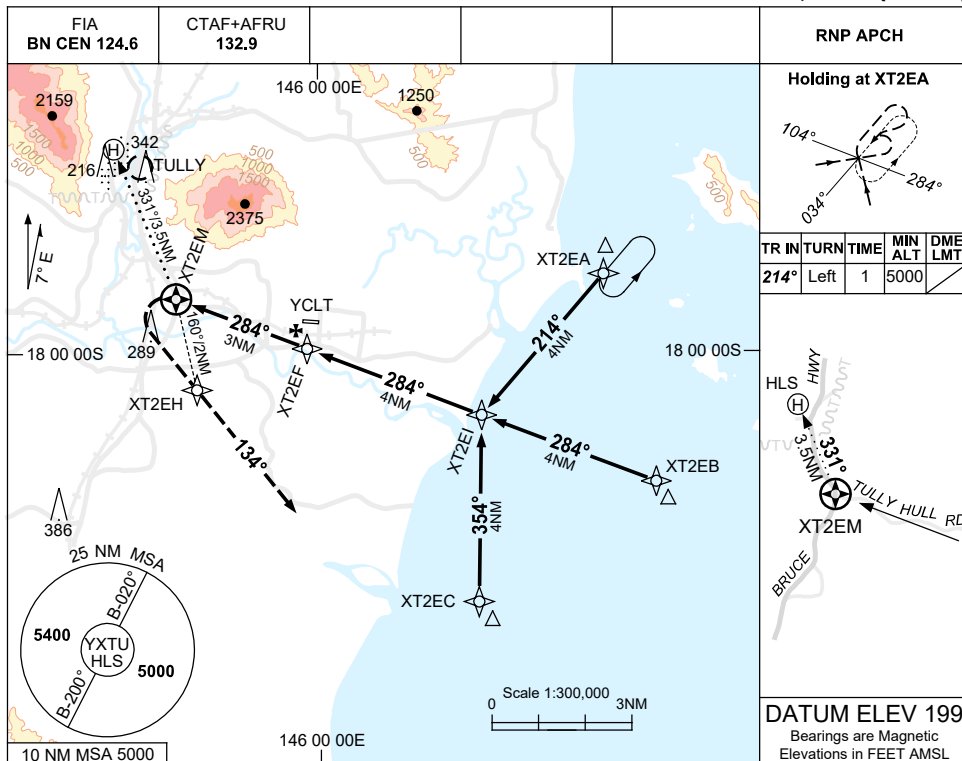 FIA
BN CEN 124.6
CTAF+AFRU
132.9
RNP APCH
146 00 00E
2159
1500
1000
500
H
342
216
TULLY
500
1000
1500
2375
1250
500
500
331°/3.5NM
XT2EM
7° E
XT2EA
YCLT
284°
3NM
160°/2NM
289
XT2EF
214°
4NM
18 00 00S
18 00 00S
284°
4NM
XT2EH
XT2EI
134°
284°
4NM
XT2EB
354°
4NM
386
XT2EC
25 NM MSA
B-020°
5400
YXTU
HLS
5000
B-200°
Scale 1:300,000
0
3NM
146 00 00E
10 NM MSA 5000
Holding at XT2EA
104°
284°
034°
TR IN TURN TIME MIN ALT DME LMT
214° Left 1 5000
HLS
HWY
H
331°
3.5NM
TULLY HULL RD
XT2EM
BRUCE
DATUM ELEV 199
Bearings are Magnetic
Elevations in FEET AMSL